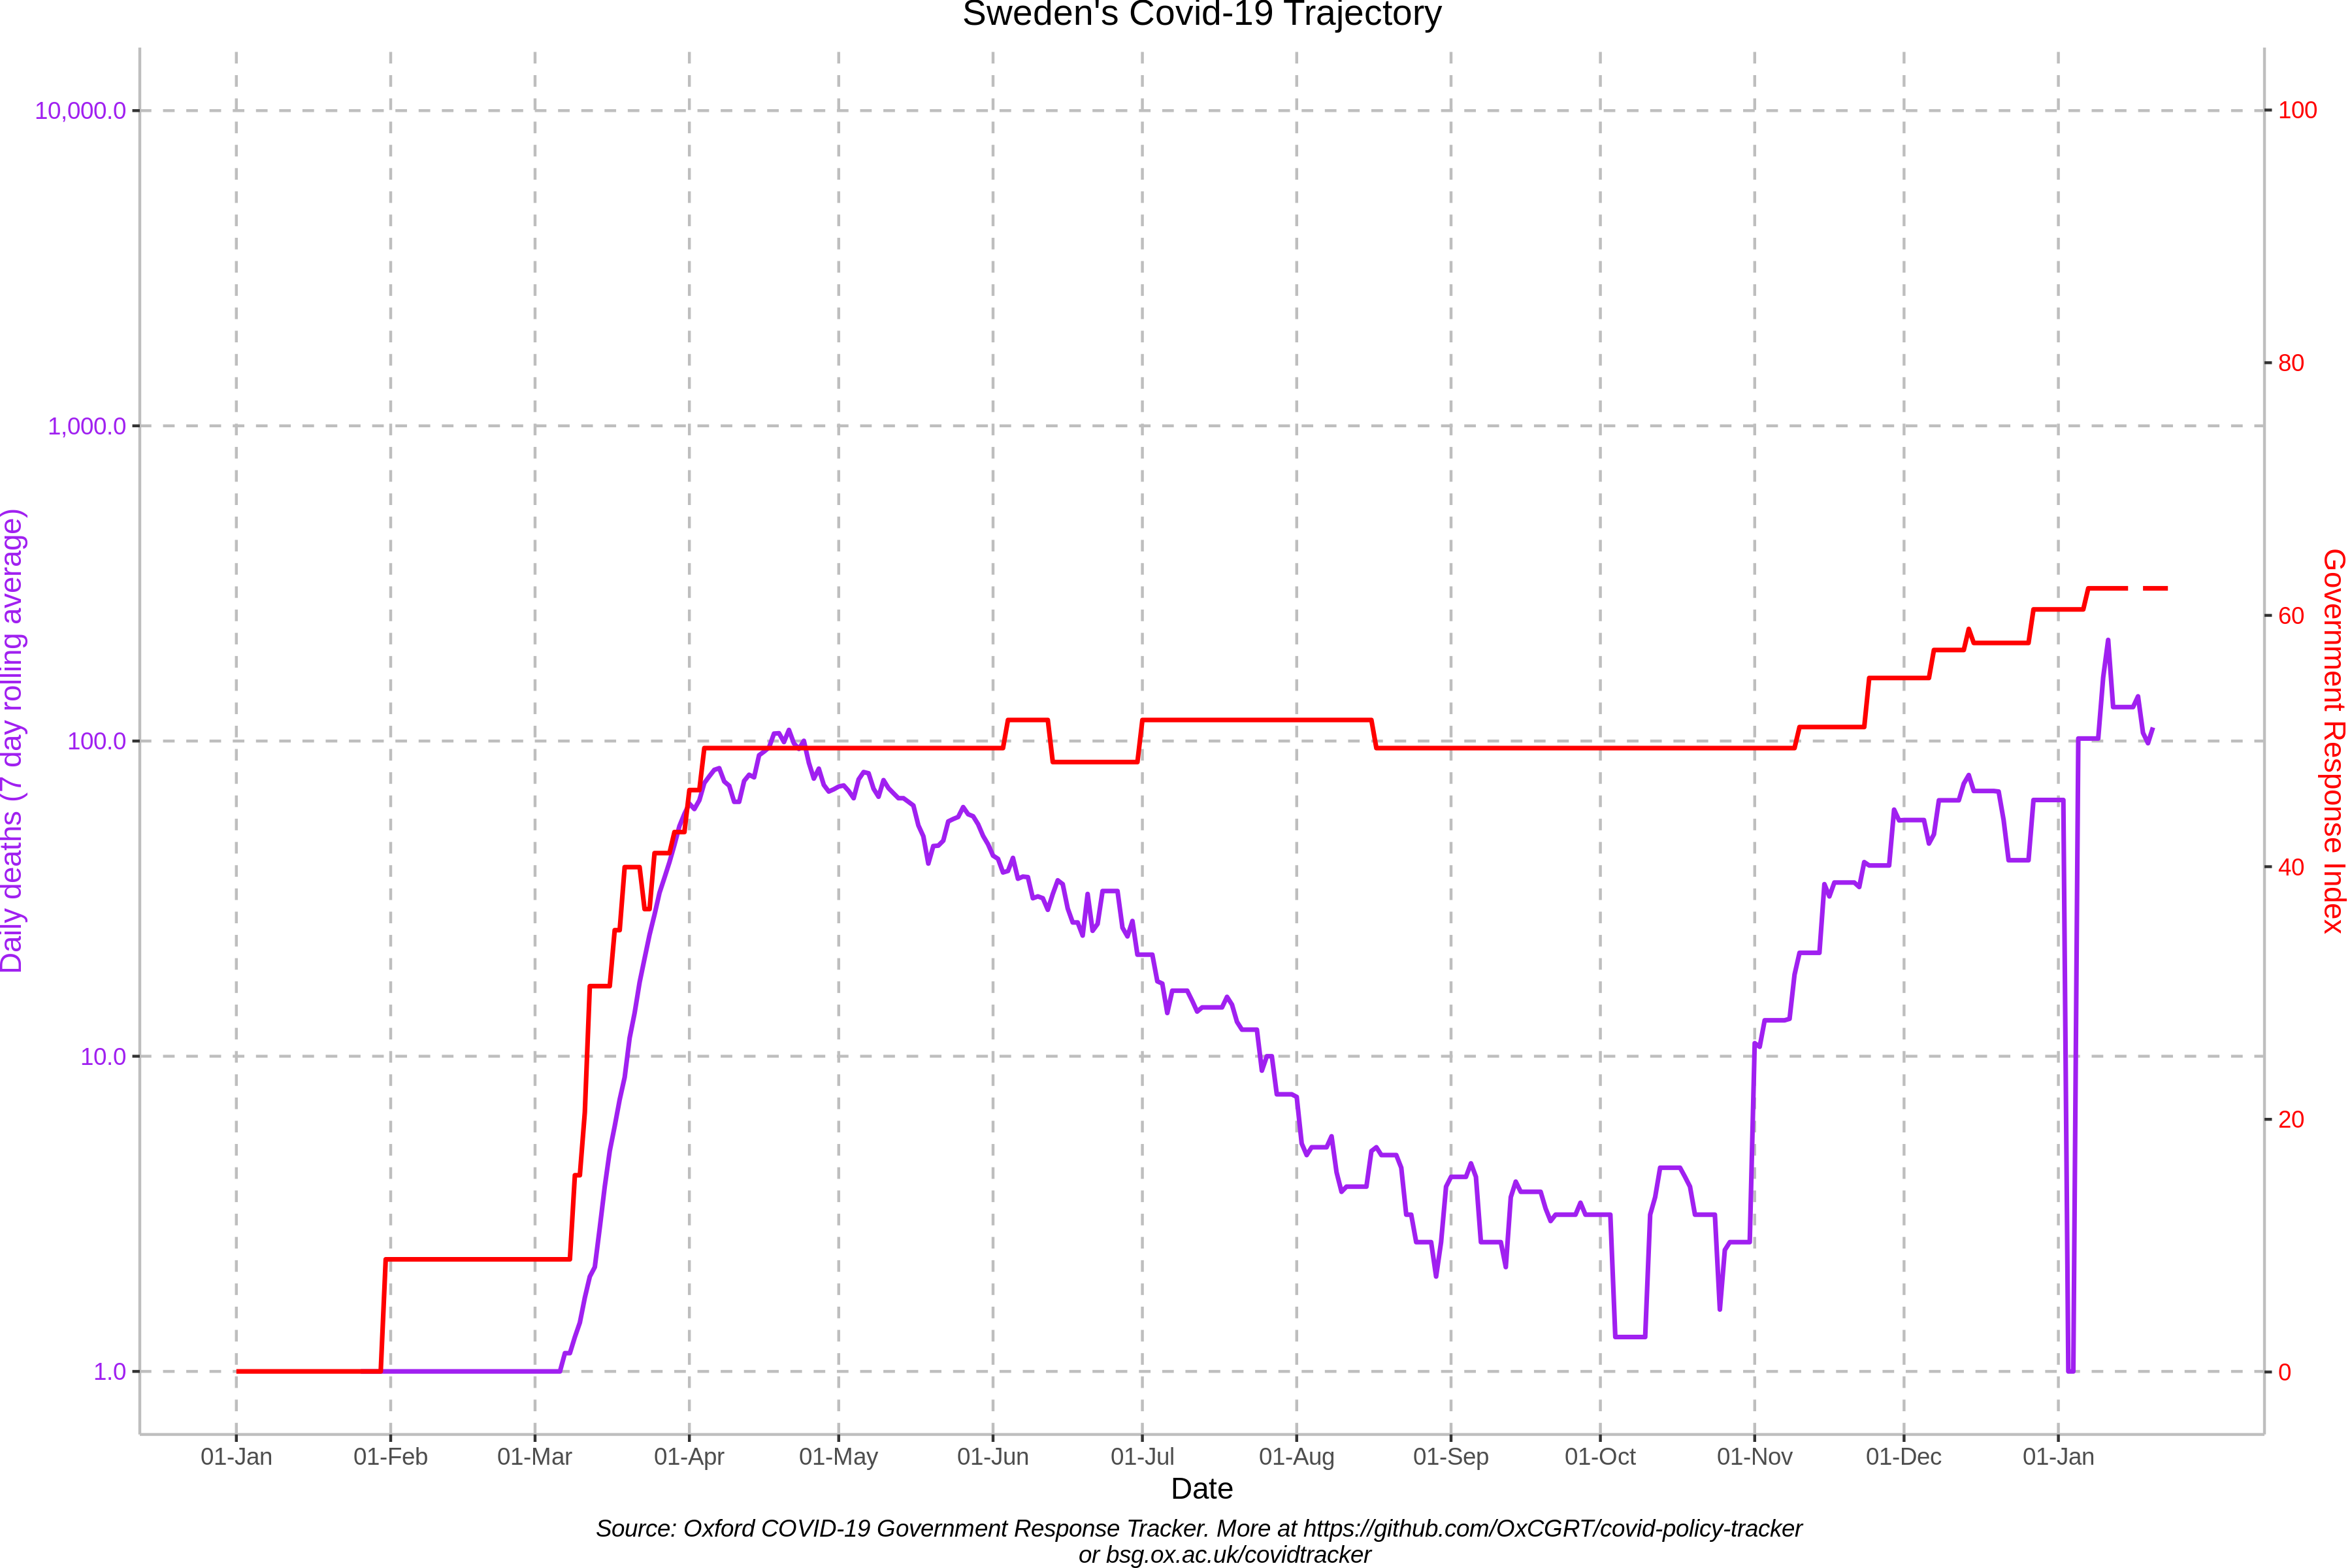 Sweden's Covid-19 Trajectory
10,000.0
1,000.0
100.0
10.0
1.0
Daily deaths (7 day rolling average)
100
80
60
40
20
0
Government Response Index
01-Jan 01-Feb 01-Mar 01-Apr 01-May 01-Jun 01-Jul 01-Aug 01-Sep 01-Oct 01-Nov 01-Dec 01-Jan
Date
Source: Oxford COVID-19 Government Response Tracker. More at https://github.com/OxCGRT/covid-policy-tracker
or bsg.ox.ac.uk/covidtracker